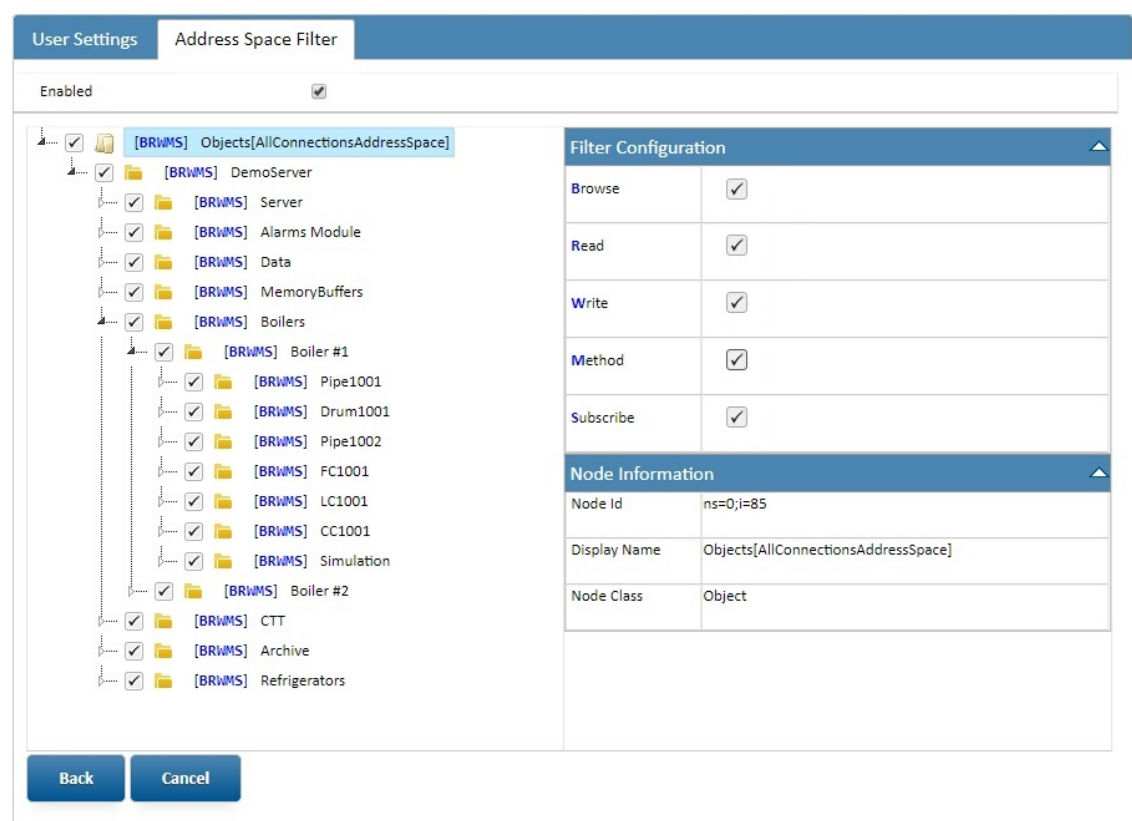 User Settings Address Space Filter
Enabled
[BRWMS] Objects[AllConnectionsAddressSpace]
[BRWMS] DemoServer
[BRWMS] Server
[BRWMS] Alarms Module
[BRWMS] Data
[BRWMS] MemoryBuffers
[BRWMS] Boilers
[BRWMS] Boiler #1
[BRWMS] Pipe1001
[BRWMS] Drum1001
[BRWMS] Pipe1002
[BRWMS] FC1001
[BRWMS] LC1001
[BRWMS] CC1001
[BRWMS] Simulation
[BRWMS] Boiler #2
[BRWMS] CTT
[BRWMS] Archive
[BRWMS] Refrigerators
Filter Configuration
Browse
Read
Write
Method
Subscribe
Node Information
Node Id ns=0;i=85
Display Name Objects[AllConnectionsAddressSpace]
Node Class Object
Back Cancel